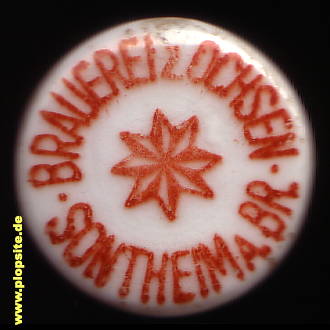 BRAUEREI Z. OCHSEN
SONTHEIM A. BR.
www.plopsite.de